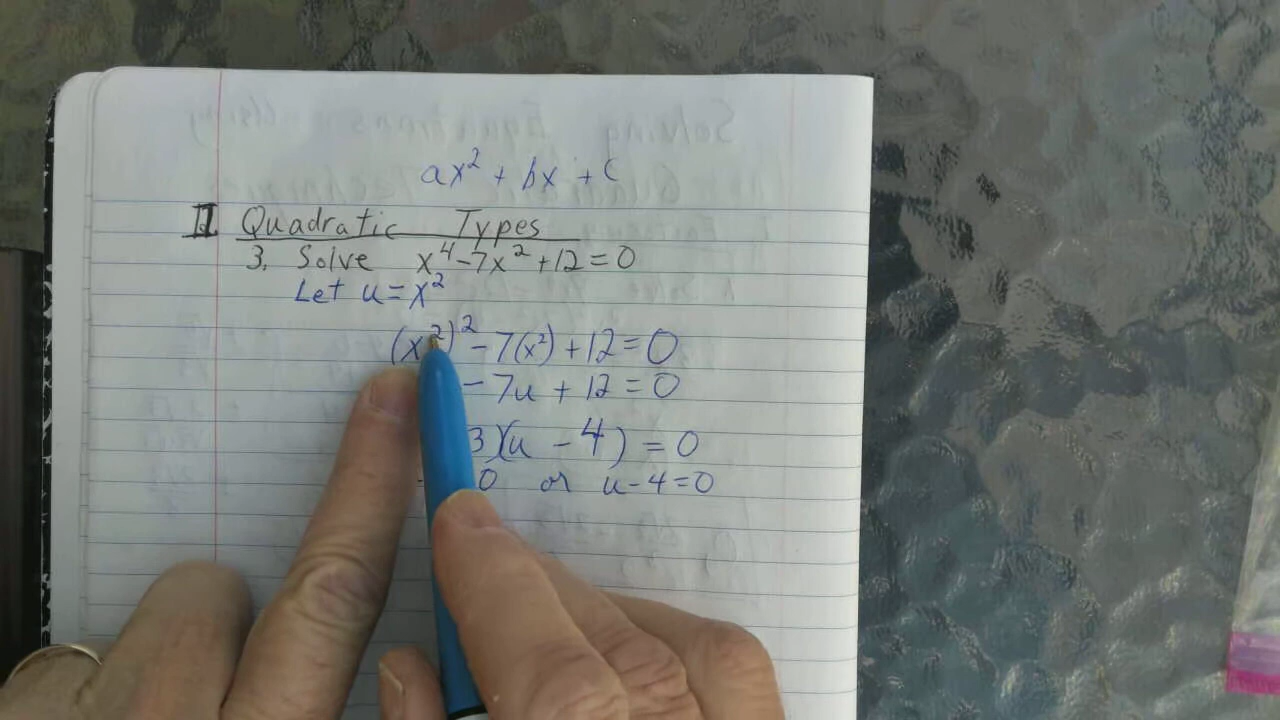 ax² + bx + c
II Quadratic Types
3. Solve x⁴-7x²+12=0
Let u=x²
(x²)² - 7(x²) + 12 = 0
- 7u + 12 = 0
3)(u - 4) = 0
0 or u-4=0